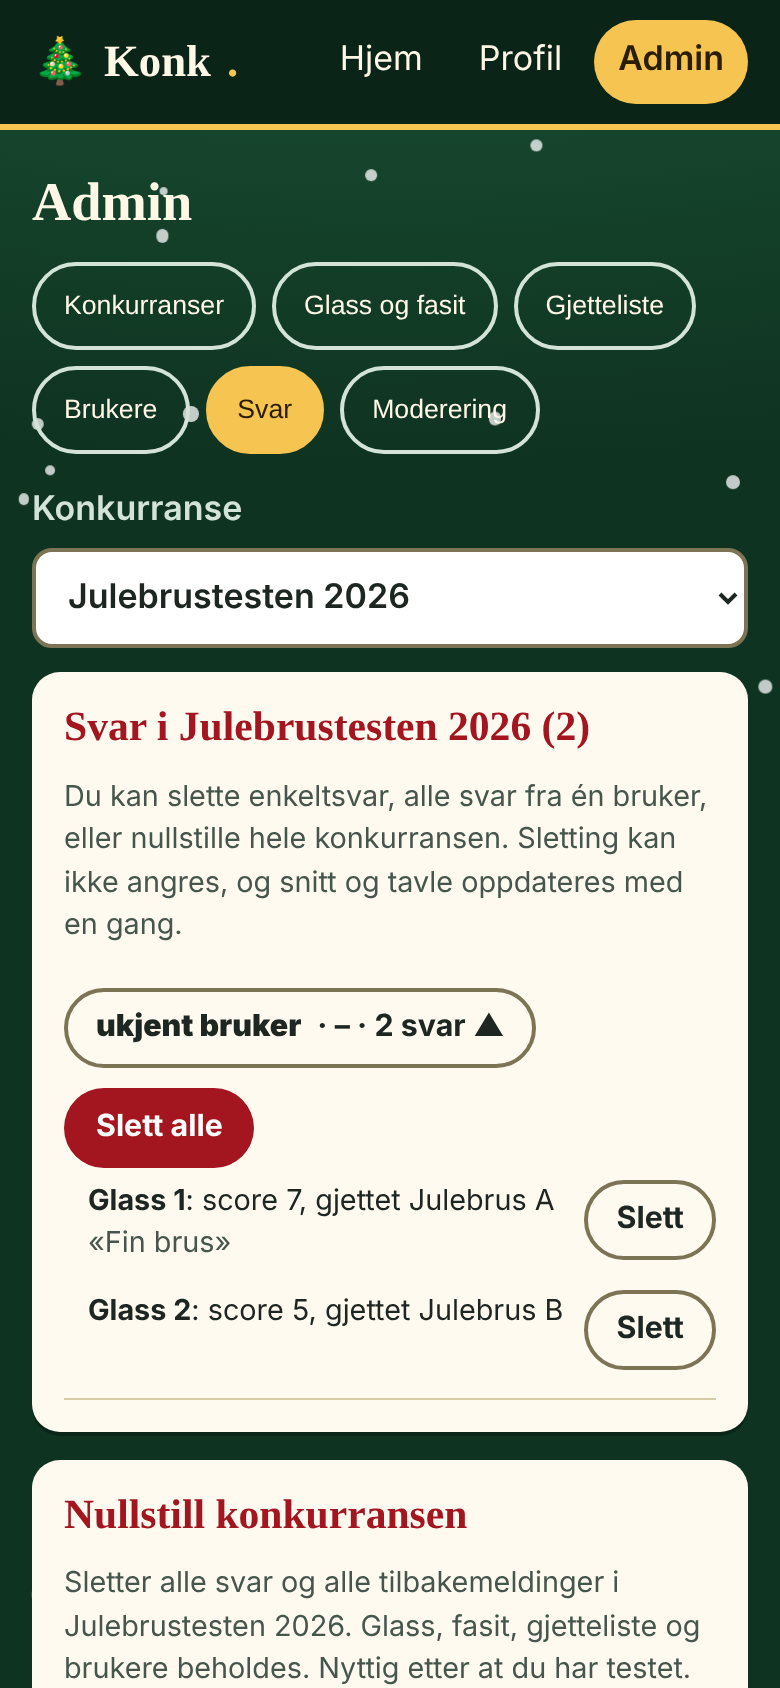 Konk .
Hjem Profil Admin
Admin
Konkurranser Glass og fasit Gjetteliste
Brukere Svar Moderering
Konkurranse
Julebrustesten 2026
Svar i Julebrustesten 2026 (2)
Du kan slette enkeltsvar, alle svar fra én bruker,
eller nullstille hele konkurransen. Sletting kan
ikke angres, og snitt og tavle oppdateres med
en gang.
ukjent bruker · – · 2 svar ▲
Slett alle
Glass 1: score 7, gjettet Julebrus A
«Fin brus»
Slett
Glass 2: score 5, gjettet Julebrus B
Slett
Nullstill konkurransen
Sletter alle svar og alle tilbakemeldinger i
Julebrustesten 2026. Glass, fasit, gjetteliste og
brukere beholdes. Nyttig etter at du har testet.